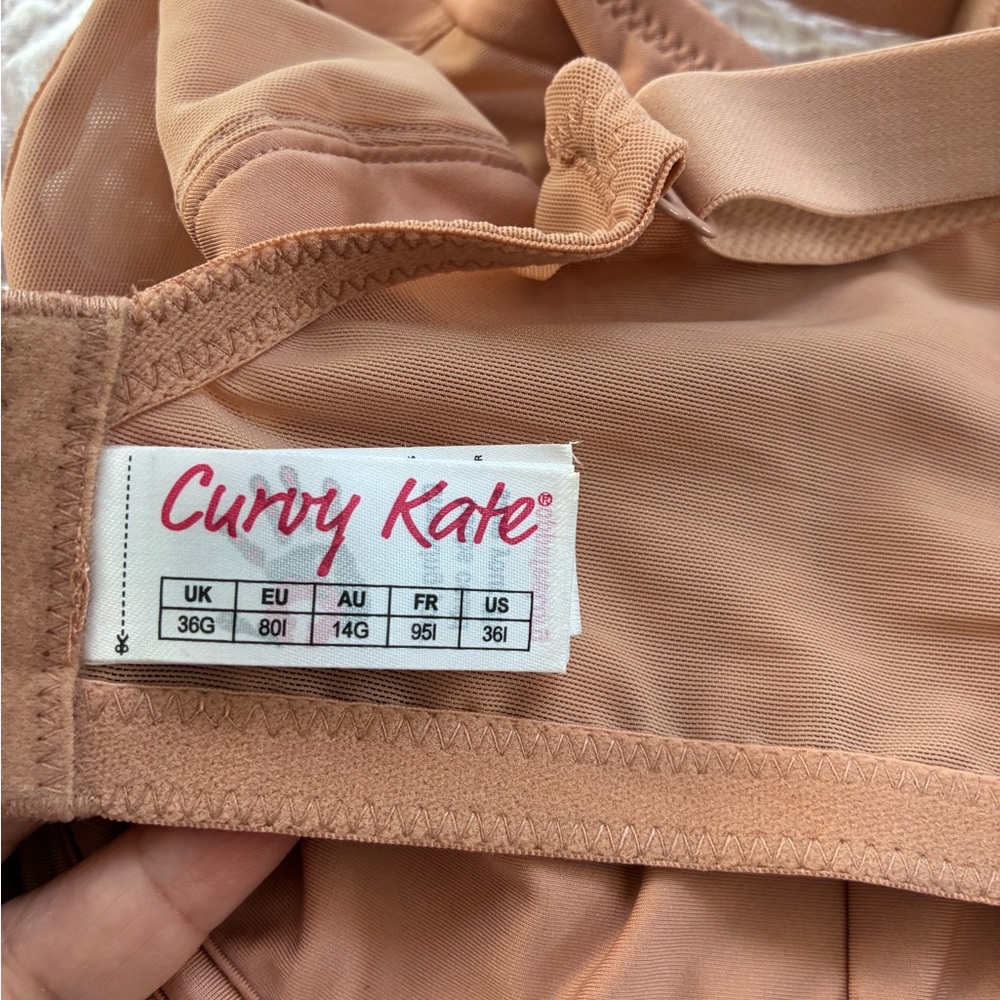 Curvy Kate®
UK EU AU FR US
36G 80I 14G 95I 36I